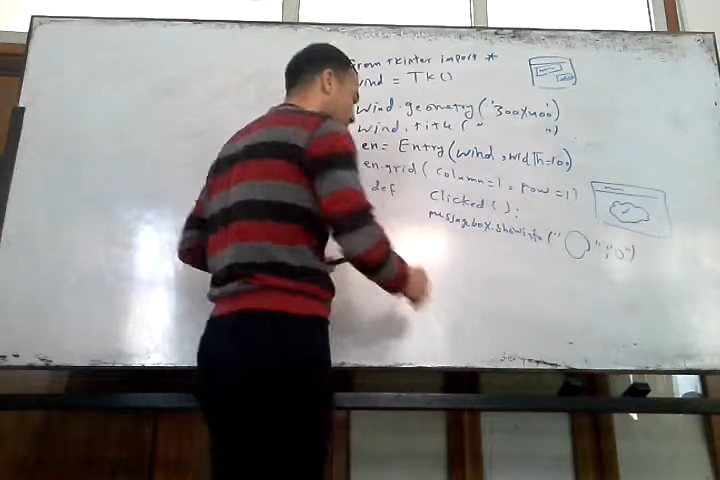 from tkinter import *
wind = Tk()
wind.geometry('300x400')
wind.title(" ")
en= Entry(wind, width=100)
en.grid(column=1, row=1)
def clicked():
messagebox.showinfo(" ", " ")